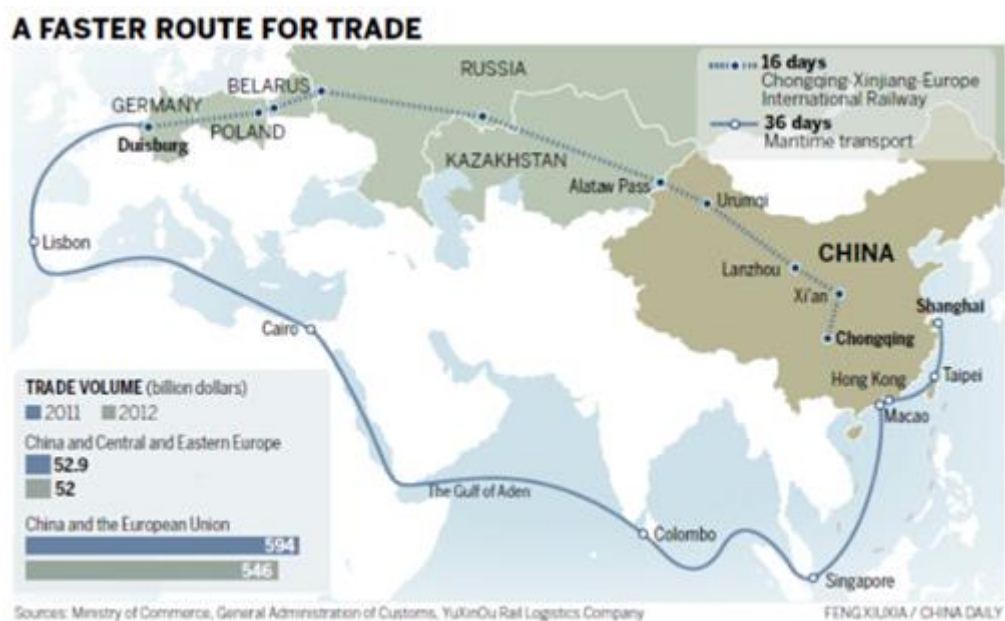 A FASTER ROUTE FOR TRADE
16 days
Chongqing-Xinjiang-Europe
International Railway
36 days
Maritime transport
RUSSIA
BELARUS
GERMANY
POLAND
Duisburg
KAZAKHSTAN
Alataw Pass
Urumqi
Lisbon
CHINA
Lanzhou
Xi'an
Shanghai
Cairo
Chongqing
Hong Kong
Taipei
Macao
TRADE VOLUME (billion dollars)
2011 2012
China and Central and Eastern Europe
52.9
52
The Gulf of Aden
China and the European Union
594
546
Colombo
Singapore
Sources: Ministry of Commerce, General Administration of Customs, YuXinOu Rail Logistics Company
FENG XIUXIA / CHINA DAILY